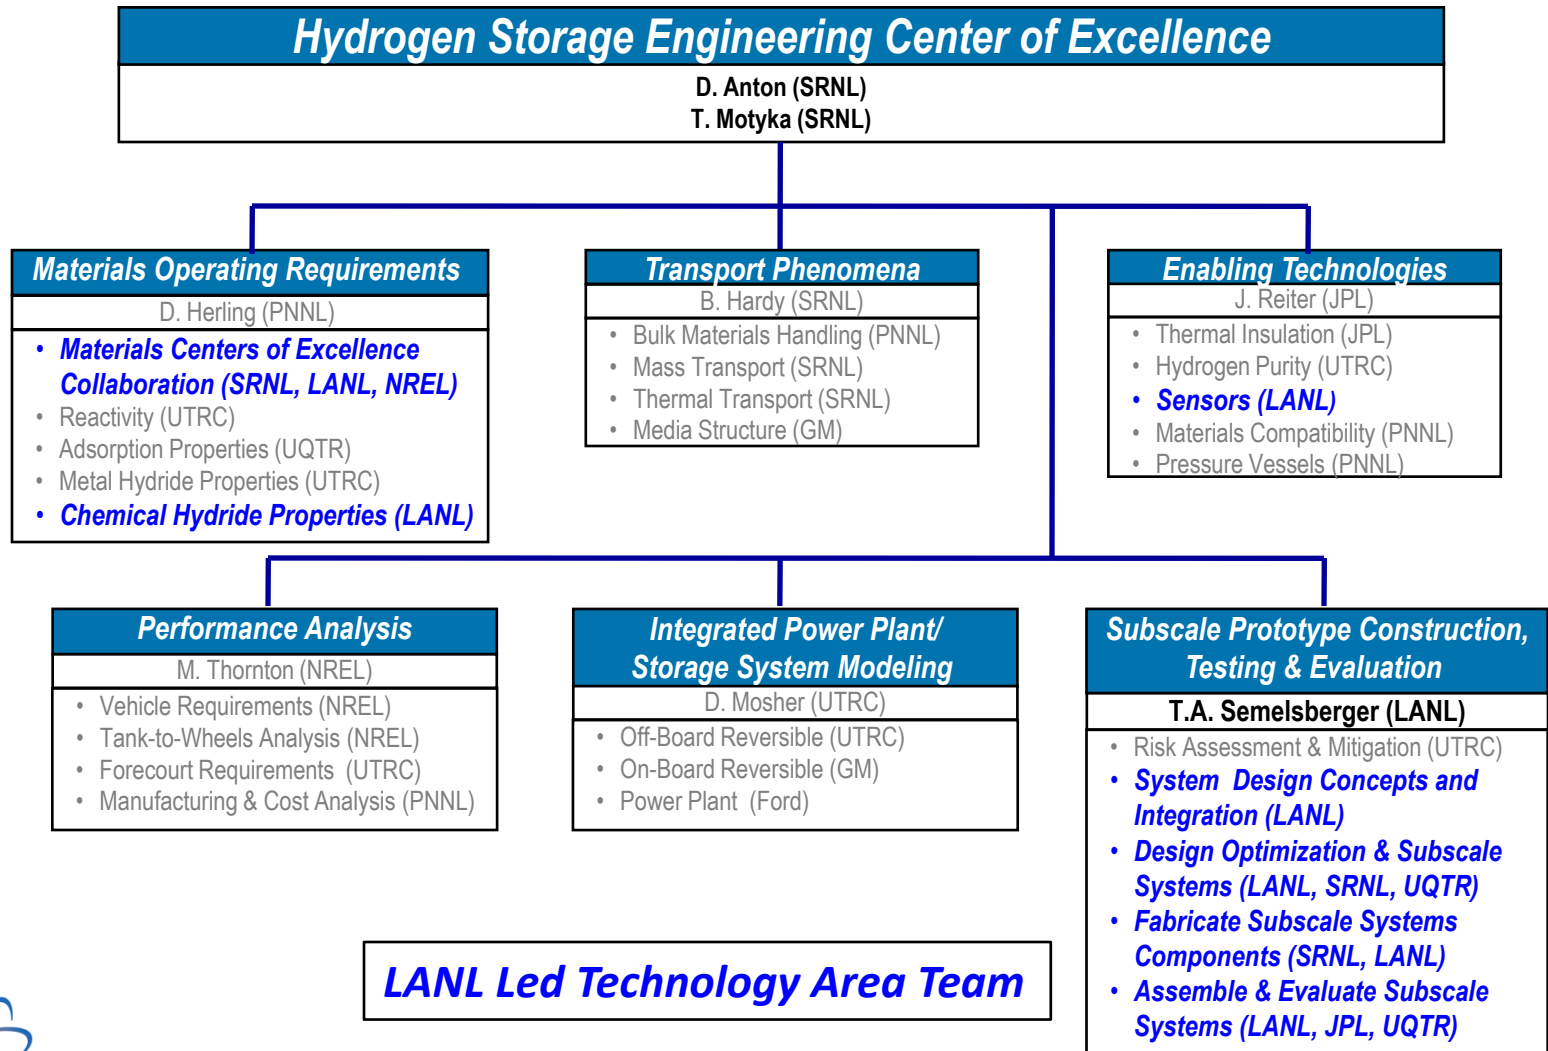 Hydrogen Storage Engineering Center of Excellence
D. Anton (SRNL)
T. Motyka (SRNL)
Materials Operating Requirements
D. Herling (PNNL)
• Materials Centers of Excellence
Collaboration (SRNL, LANL, NREL)
• Reactivity (UTRC)
• Adsorption Properties (UQTR)
• Metal Hydride Properties (UTRC)
• Chemical Hydride Properties (LANL)
Transport Phenomena
B. Hardy (SRNL)
• Bulk Materials Handling (PNNL)
• Mass Transport (SRNL)
• Thermal Transport (SRNL)
• Media Structure (GM)
Enabling Technologies
J. Reiter (JPL)
• Thermal Insulation (JPL)
• Hydrogen Purity (UTRC)
• Sensors (LANL)
• Materials Compatibility (PNNL)
• Pressure Vessels (PNNL)
Performance Analysis
M. Thornton (NREL)
• Vehicle Requirements (NREL)
• Tank-to-Wheels Analysis (NREL)
• Forecourt Requirements (UTRC)
• Manufacturing & Cost Analysis (PNNL)
Integrated Power Plant/
Storage System Modeling
D. Mosher (UTRC)
• Off-Board Reversible (UTRC)
• On-Board Reversible (GM)
• Power Plant (Ford)
Subscale Prototype Construction,
Testing & Evaluation
T.A. Semelsberger (LANL)
• Risk Assessment & Mitigation (UTRC)
• System Design Concepts and
Integration (LANL)
• Design Optimization & Subscale
Systems (LANL, SRNL, UQTR)
• Fabricate Subscale Systems
Components (SRNL, LANL)
• Assemble & Evaluate Subscale
Systems (LANL, JPL, UQTR)
LANL Led Technology Area Team